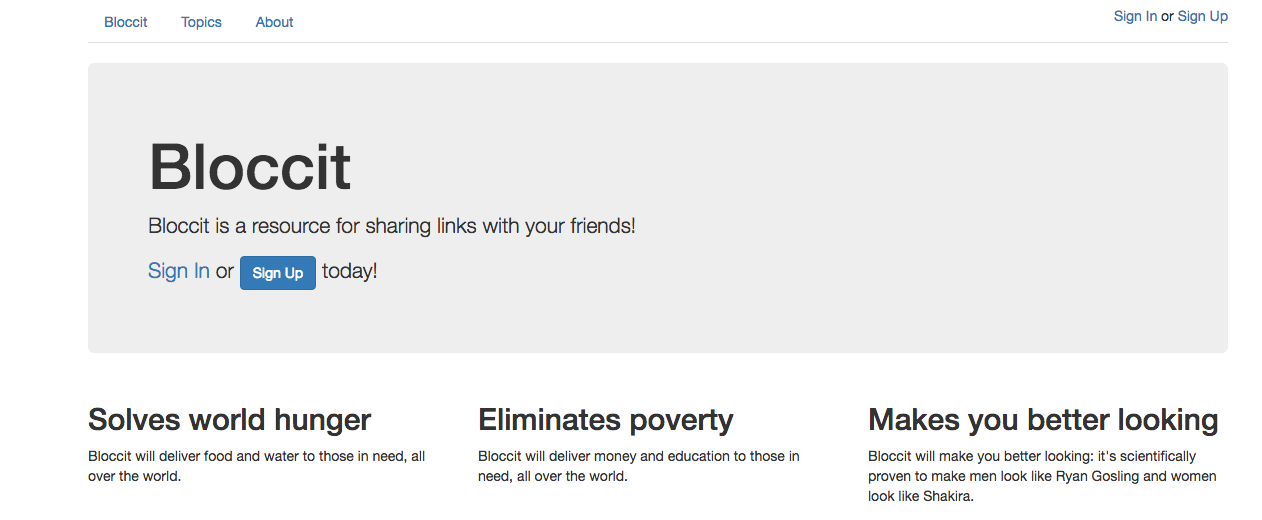 Bloccit Topics About Sign In or Sign Up
Bloccit
Bloccit is a resource for sharing links with your friends!
Sign In or Sign Up today!
Solves world hunger
Bloccit will deliver food and water to those in need, all
over the world.
Eliminates poverty
Bloccit will deliver money and education to those in
need, all over the world.
Makes you better looking
Bloccit will make you better looking: it's scientifically
proven to make men look like Ryan Gosling and women
look like Shakira.